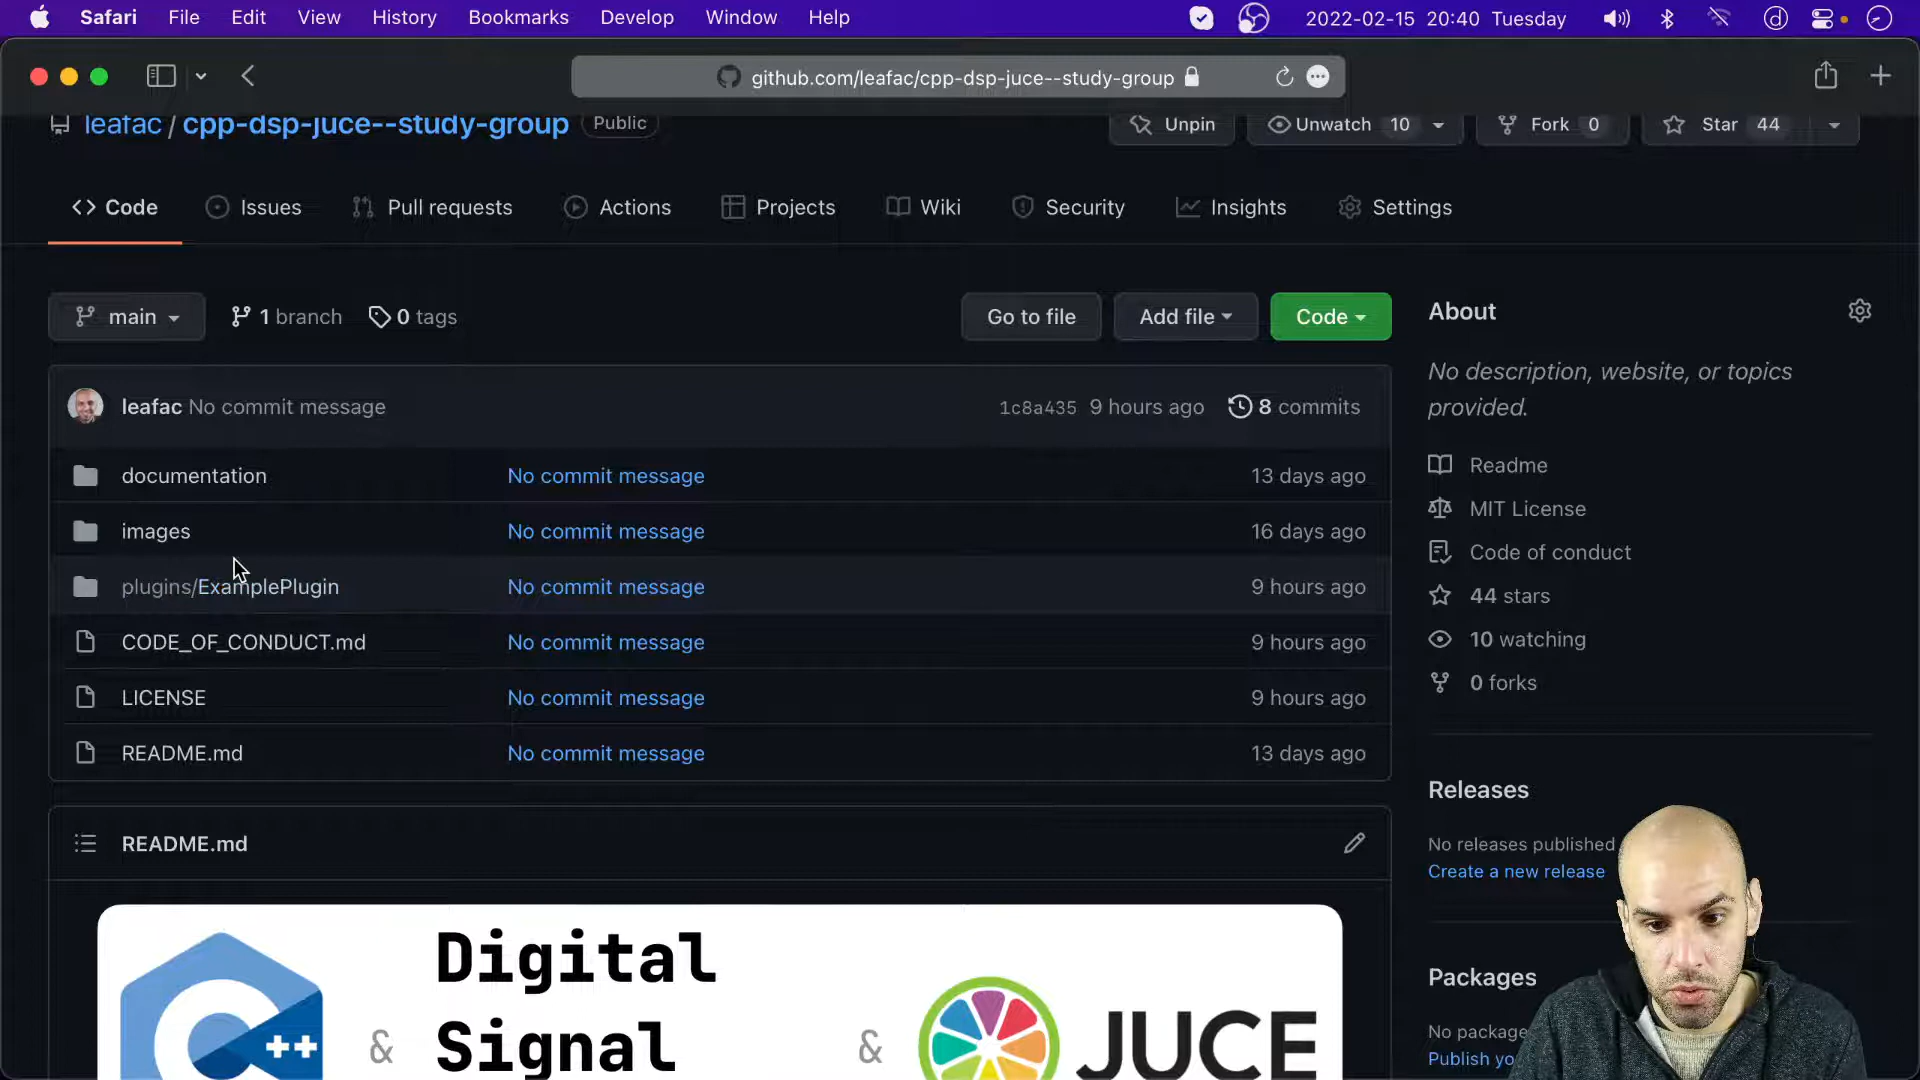 Safari File Edit View History Bookmarks Develop Window Help 2022-02-15 20:40 Tuesday
github.com/leafac/cpp-dsp-juce--study-group
leafac / cpp-dsp-juce--study-group Public Unpin Unwatch 10 Fork 0 Star 44
Code Issues Pull requests Actions Projects Wiki Security Insights Settings
main 1 branch 0 tags Go to file Add file Code
leafac No commit message 1c8a435 9 hours ago 8 commits
documentation No commit message 13 days ago
images No commit message 16 days ago
plugins/ExamplePlugin No commit message 9 hours ago
CODE_OF_CONDUCT.md No commit message 9 hours ago
LICENSE No commit message 9 hours ago
README.md No commit message 13 days ago
README.md
++ & Digital
Signal & JUCE
About
No description, website, or topics
provided.
Readme
MIT License
Code of conduct
44 stars
10 watching
0 forks
Releases
No releases published
Create a new release
Packages
No package
Publish yo